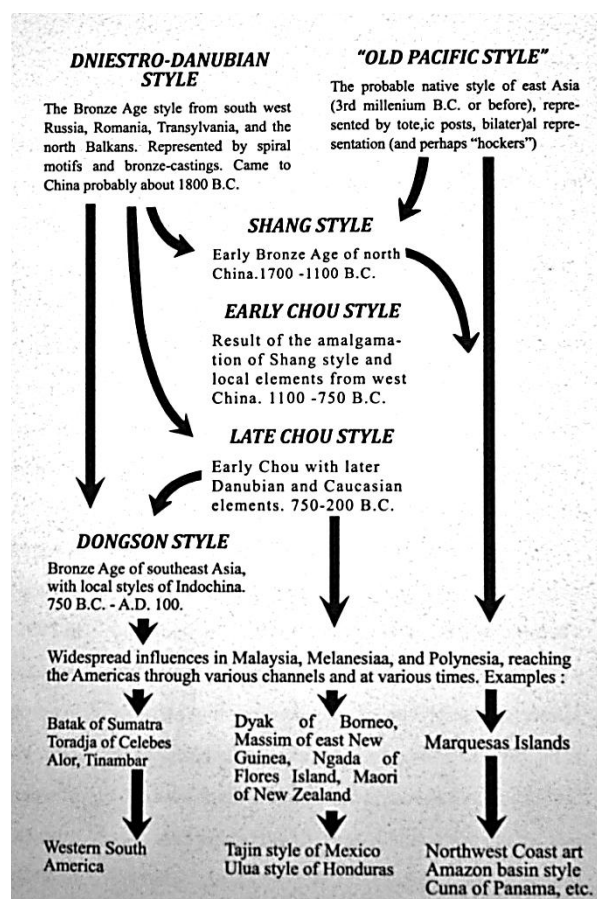 DNIESTRO-DANUBIAN
STYLE
The Bronze Age style from south west
Russia, Romania, Transylvania, and the
north Balkans. Represented by spiral
motifs and bronze-castings. Came to
China probably about 1800 B.C.
"OLD PACIFIC STYLE"
The probable native style of east Asia
(3rd millenium B.C. or before), repre-
sented by tote,ic posts, bilater)al repre-
sentation (and perhaps "hockers")
SHANG STYLE
Early Bronze Age of north
China.1700 -1100 B.C.
EARLY CHOU STYLE
Result of the amalgama-
tion of Shang style and
local elements from west
China. 1100 -750 B.C.
LATE CHOU STYLE
Early Chou with later
Danubian and Caucasian
elements. 750-200 B.C.
DONGSON STYLE
Bronze Age of southeast Asia,
with local styles of Indochina.
750 B.C. - A.D. 100.
Widespread influences in Malaysia, Melanesiaa, and Polynesia, reaching
the Americas through various channels and at various times. Examples :
Batak of Sumatra
Toradja of Celebes
Alor, Tinambar
Dyak of Borneo,
Massim of east New
Guinea, Ngada of
Flores Island, Maori
of New Zealand
Marquesas Islands
Western South
America
Tajin style of Mexico
Ulua style of Honduras
Northwest Coast art
Amazon basin style
Cuna of Panama, etc.